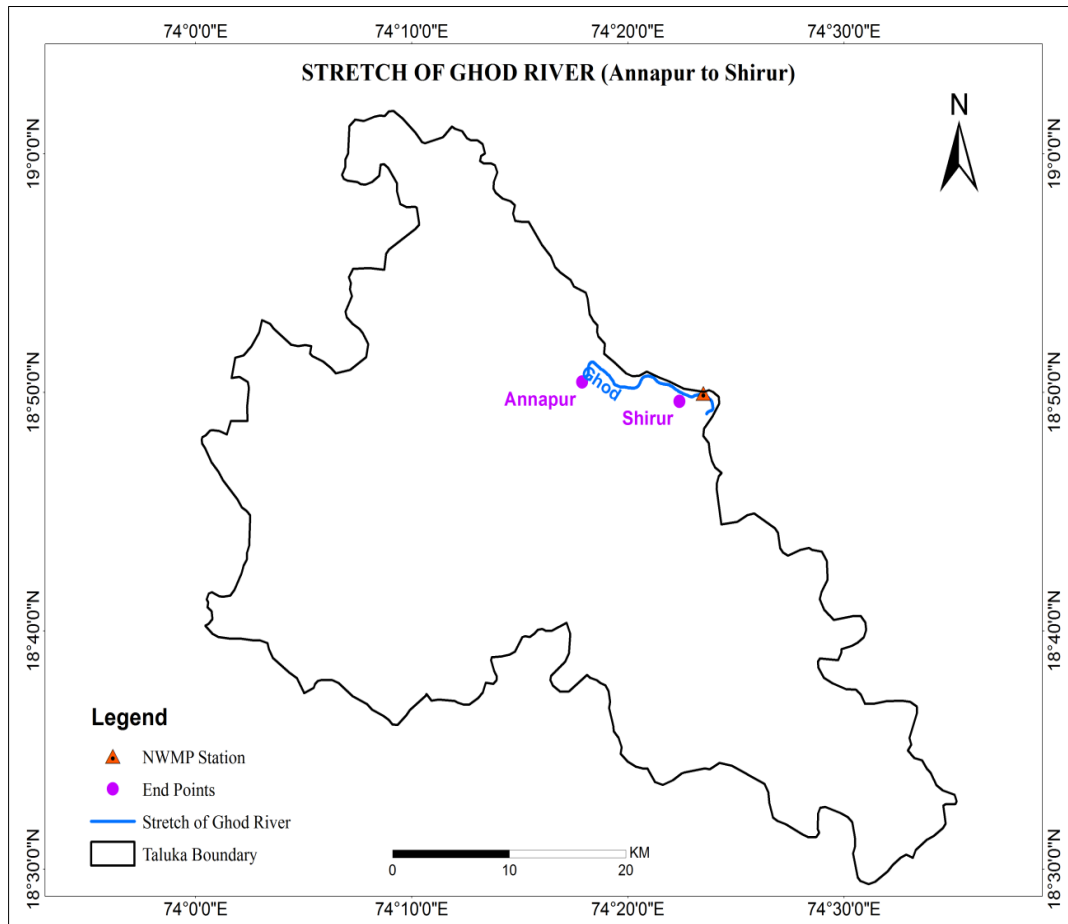 74°0'0"E 74°10'0"E 74°20'0"E 74°30'0"E
STRETCH OF GHOD RIVER (Annapur to Shirur)
N
19°0'0"N 19°0'0"N
18°50'0"N 18°50'0"N
Ghod
Annapur
Shirur
18°40'0"N 18°40'0"N
Legend
NWMP Station
End Points
Stretch of Ghod River
Taluka Boundary
KM
0 10 20
18°30'0"N 18°30'0"N
74°0'0"E 74°10'0"E 74°20'0"E 74°30'0"E